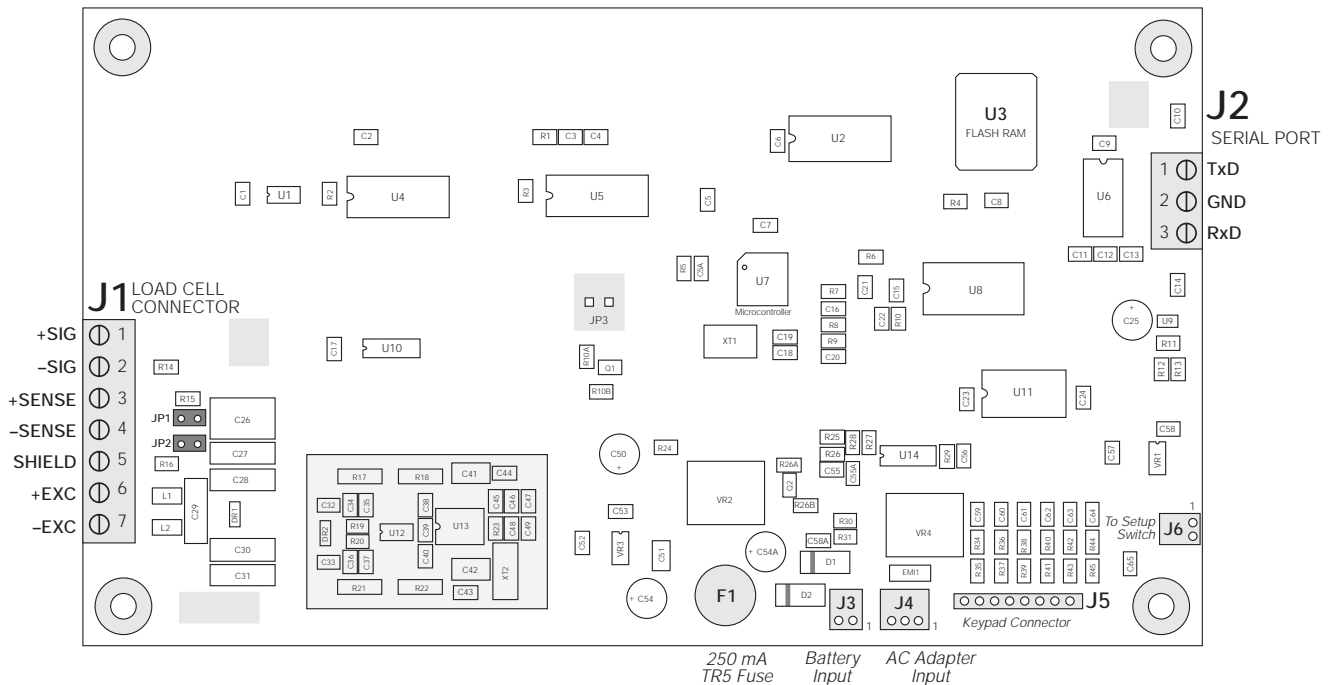 J2
SERIAL PORT
1 TxD
2 GND
3 RxD
U3
FLASH RAM
C10
C9
C2
R1 C3 C4
C6
U2
U6
C1
U1
R2
U4
R3
U5
C5
R4
C8
C7
C11 C12 C13
R5
C5A
U7
Microcontroller
R6
C21
C15
U8
C14
R7
C16
R8
R9
C20
C22
R10
C25
+
U9
R11
R12
R13
J1 LOAD CELL
CONNECTOR
+SIG 1
–SIG 2
+SENSE 3
–SENSE 4
SHIELD 5
+EXC 6
–EXC 7
JP3
XT1
C19
C18
C17
U10
R10A
Q1
R10B
R14
R15
JP1
JP2
R16
L1
L2
C26
C27
C28
C29
DR1
C30
C31
C23
U11
C24
C50
+
R24
R25
R26
C55
R28
R27
C55A
U14
R29
C56
C57
C58
VR1
R17
R18
C41
C44
C32
C34
C35
C38
C45
C46
C47
DR2
R19
R20
U12
C39
U13
R23
C48
C49
C33
C36
C37
C40
C42
XT2
R21
R22
C43
R26A
Q2
R26B
VR2
C53
C52
VR3
C51
+ C54
+ C54A
R30
R31
C58A
D1
D2
VR4
EMI1
C59
C60
C61
C62
C63
C64
R34
R36
R38
R40
R42
R44
R35
R37
R39
R41
R43
R45
C65
To Setup
Switch
J6
1
F1
J3
1
J4
1
J5
Keypad Connector
250 mA
TR5 Fuse
Battery
Input
AC Adapter
Input